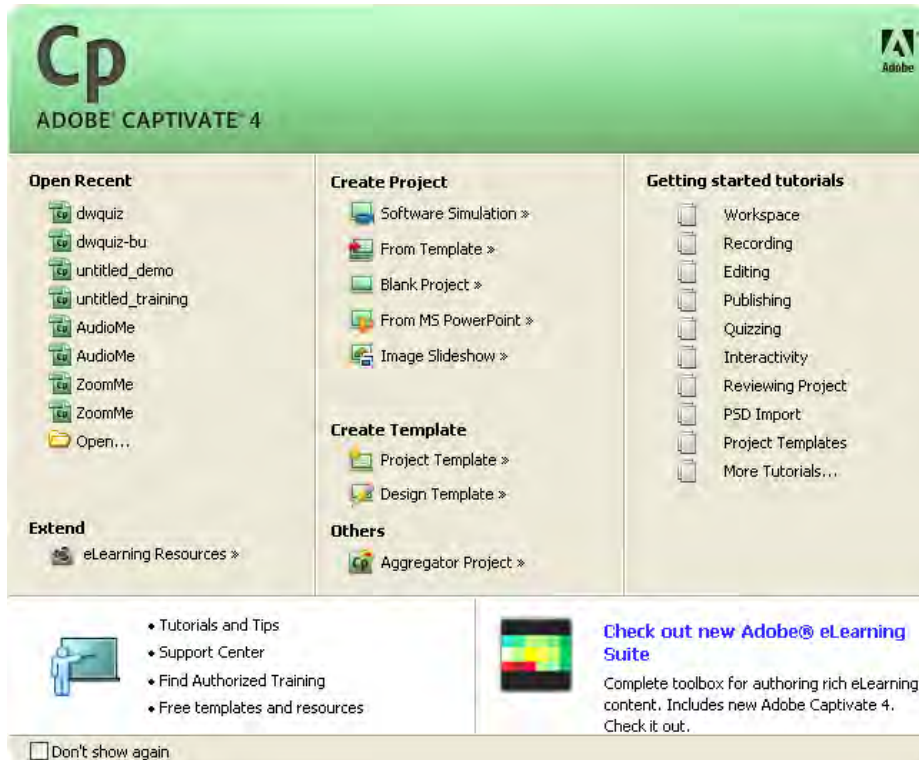 Cp
ADOBE® CAPTIVATE® 4
Adobe
Open Recent
dwquiz
dwquiz-bu
untitled_demo
untitled_training
AudioMe
AudioMe
ZoomMe
ZoomMe
Open...
Extend
eLearning Resources »
Create Project
Software Simulation »
From Template »
Blank Project »
From MS PowerPoint »
Image Slideshow »
Create Template
Project Template »
Design Template »
Others
Aggregator Project »
Getting started tutorials
Workspace
Recording
Editing
Publishing
Quizzing
Interactivity
Reviewing Project
PSD Import
Project Templates
More Tutorials...
• Tutorials and Tips
• Support Center
• Find Authorized Training
• Free templates and resources
Check out new Adobe® eLearning
Suite
Complete toolbox for authoring rich eLearning
content. Includes new Adobe Captivate 4.
Check it out.
Don't show again